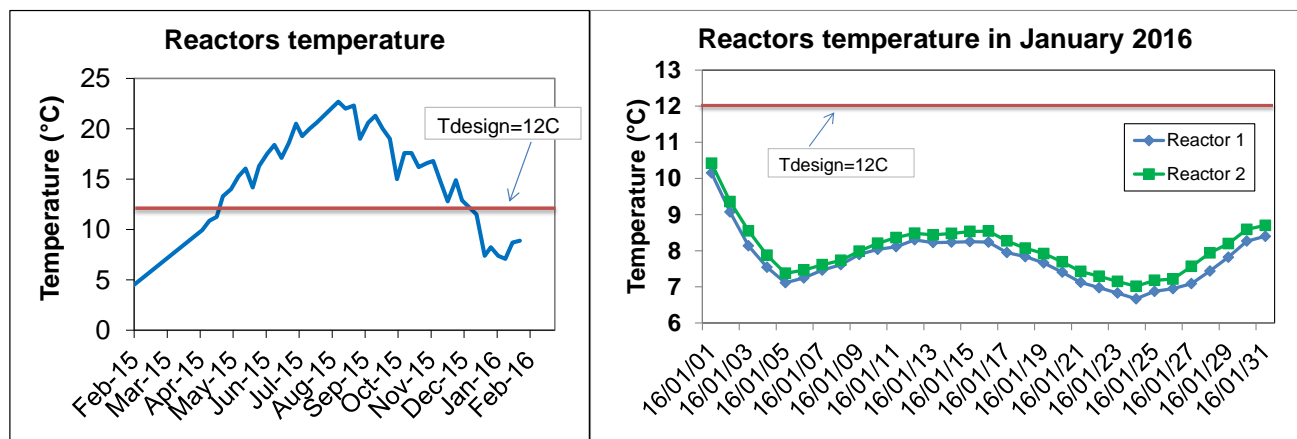 Reactors temperature
Temperature (°C)
25
20
15
10
5
0
Tdesign=12C
Feb-15
Mar-15
Apr-15
May-15
Jun-15
Jul-15
Aug-15
Sep-15
Oct-15
Nov-15
Dec-15
Jan-16
Feb-16
Reactors temperature in January 2016
Temperature (°C)
13
12
11
10
9
8
7
6
Tdesign=12C
Reactor 1
Reactor 2
16/01/01
16/01/03
16/01/05
16/01/07
16/01/09
16/01/11
16/01/13
16/01/15
16/01/17
16/01/19
16/01/21
16/01/23
16/01/25
16/01/27
16/01/29
16/01/31